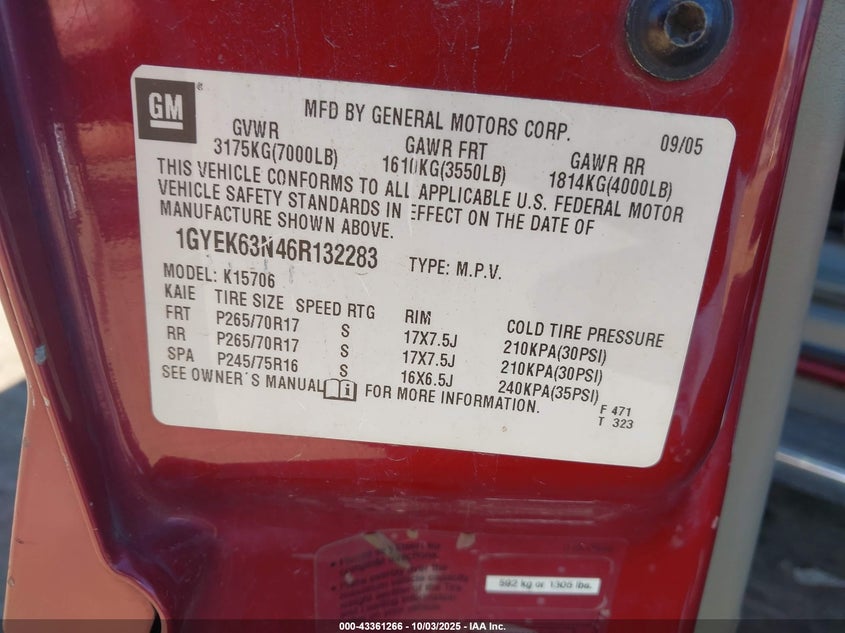 GM
MFD BY GENERAL MOTORS CORP. 09/05
GVWR GAWR FRT GAWR RR
3175KG(7000LB) 1610KG(3550LB) 1814KG(4000LB)
THIS VEHICLE CONFORMS TO ALL APPLICABLE U.S. FEDERAL MOTOR
VEHICLE SAFETY STANDARDS IN EFFECT ON THE DATE OF
MANUFACTURE SHOWN ABOVE.
1GYEK63N46R132283 TYPE: M.P.V.
MODEL: K15706
KAIE TIRE SIZE SPEED RTG RIM COLD TIRE PRESSURE
FRT P265/70R17 S 17X7.5J 210KPA(30PSI)
RR P265/70R17 S 17X7.5J 210KPA(30PSI)
SPA P245/75R16 S 16X6.5J 240KPA(35PSI)
SEE OWNER'S MANUAL FOR MORE INFORMATION.
F 471
T 323
592 kg or 1305 lbs.
000-43361266 - 10/03/2025 - IAA Inc.